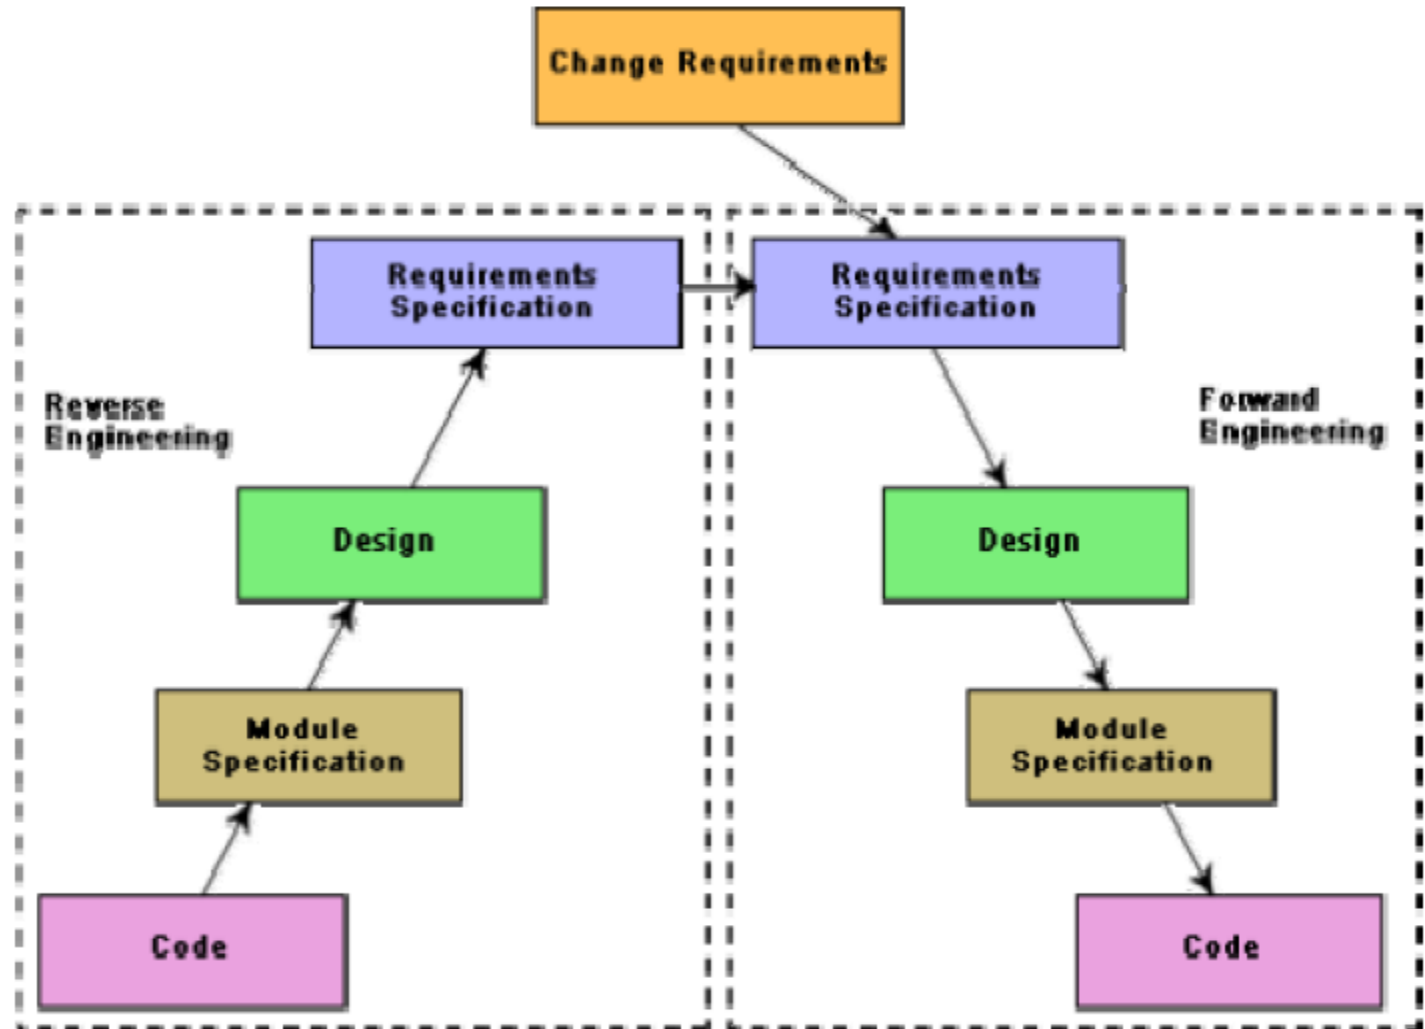 Change Requirements
Requirements
Specification
Requirements
Specification
Reverse
Engineering
Forward
Engineering
Design
Design
Module
Specification
Module
Specification
Code
Code